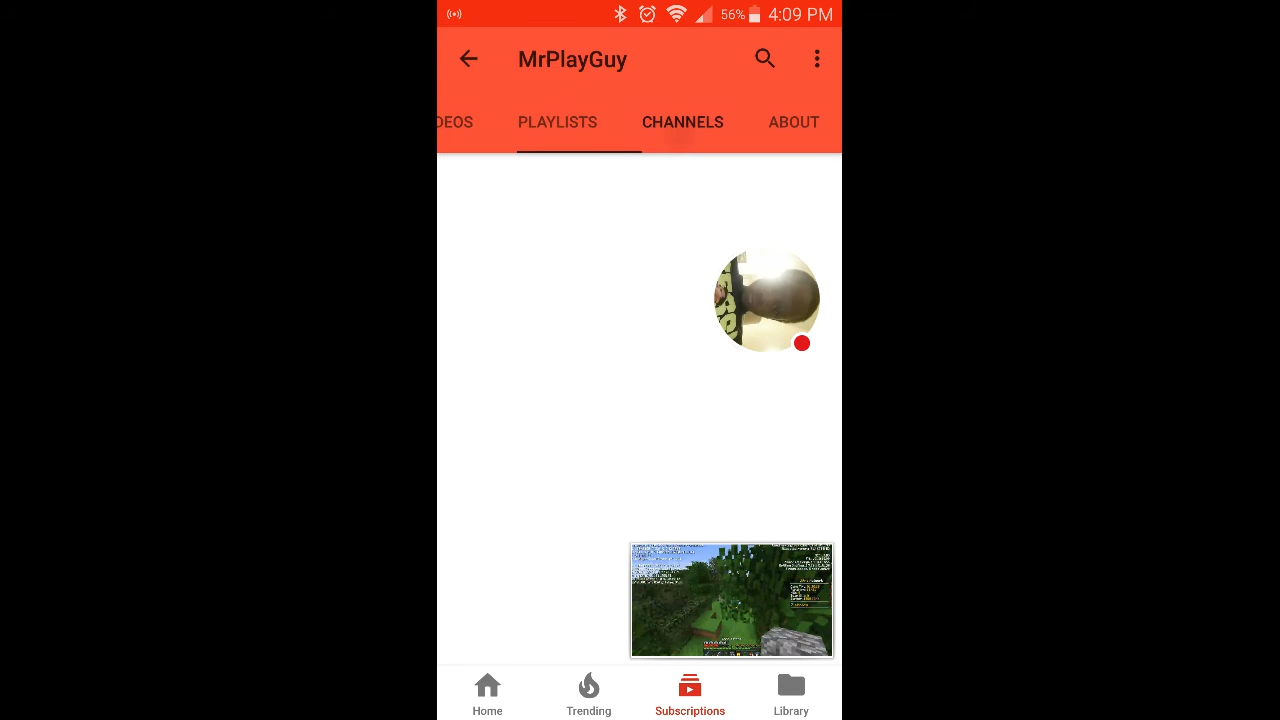 56% 4:09 PM
MrPlayGuy
DEOS PLAYLISTS CHANNELS ABOUT
Home Trending Subscriptions Library